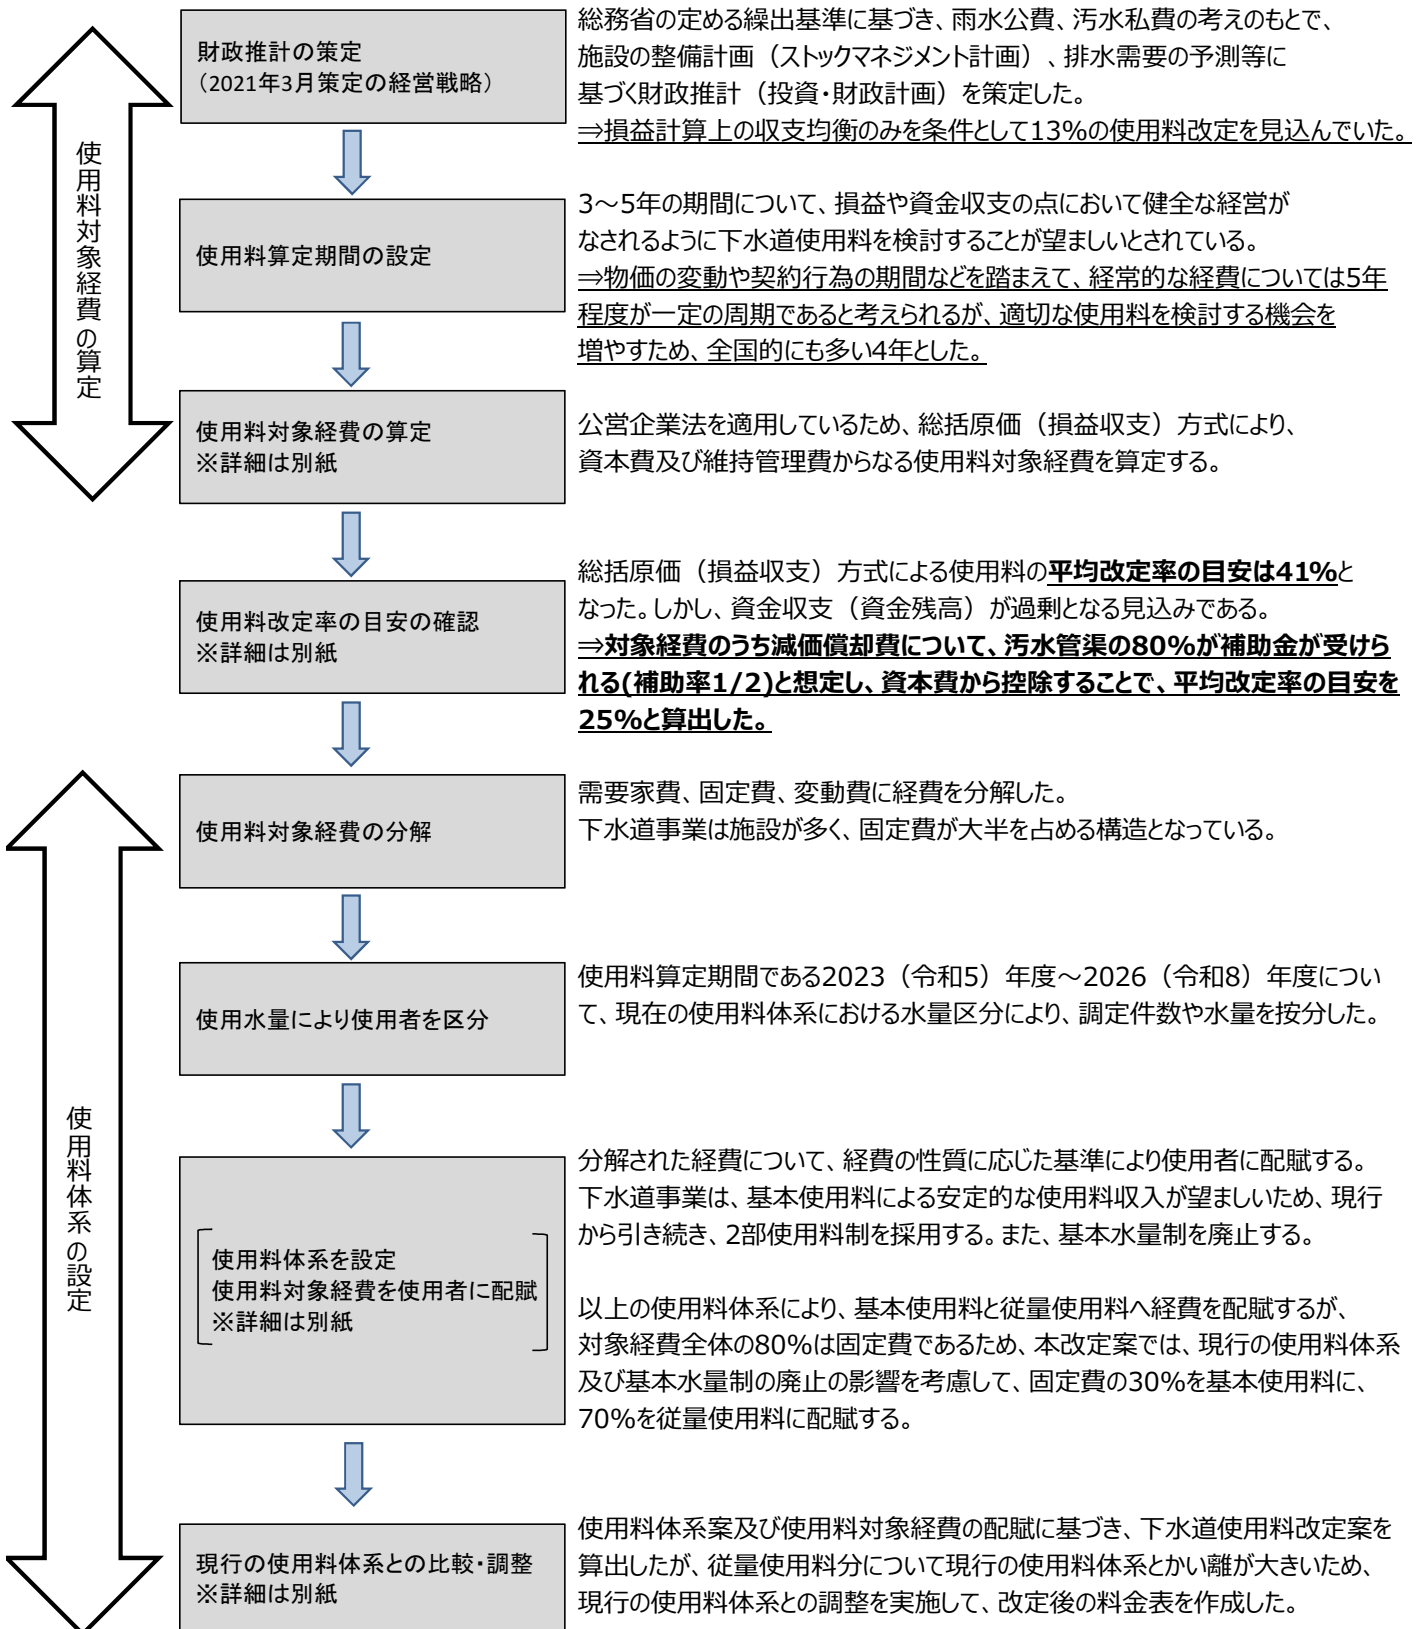 使用料対象経費の算定
財政推計の策定
（2021年3月策定の経営戦略）
総務省の定める繰出基準に基づき、雨水公費、汚水私費の考えのもとで、
施設の整備計画（ストックマネジメント計画）、排水需要の予測等に
基づく財政推計（投資・財政計画）を策定した。
⇒損益計算上の収支均衡のみを条件として13%の使用料改定を見込んでいた。
使用料算定期間の設定
3～5年の期間について、損益や資金収支の点において健全な経営が
なされるように下水道使用料を検討することが望ましいとされている。
⇒物価の変動や契約行為の期間などを踏まえて、経常的な経費については5年
程度が一定の周期であると考えられるが、適切な使用料を検討する機会を
増やすため、全国的にも多い4年とした。
使用料対象経費の算定
※詳細は別紙
公営企業法を適用しているため、総括原価（損益収支）方式により、
資本費及び維持管理費からなる使用料対象経費を算定する。
使用料改定率の目安の確認
※詳細は別紙
総括原価（損益収支）方式による使用料の平均改定率の目安は41%と
なった。しかし、資金収支（資金残高）が過剰となる見込みである。
⇒対象経費のうち減価償却費について、汚水管渠の80%が補助金が受けら
れる(補助率1/2)と想定し、資本費から控除することで、平均改定率の目安を
25%と算出した。
使用料体系の設定
使用料対象経費の分解
需要家費、固定費、変動費に経費を分解した。
下水道事業は施設が多く、固定費が大半を占める構造となっている。
使用水量により使用者を区分
使用料算定期間である2023（令和5）年度～2026（令和8）年度につい
て、現在の使用料体系における水量区分により、調定件数や水量を按分した。
使用料体系を設定
使用料対象経費を使用者に配賦
※詳細は別紙
分解された経費について、経費の性質に応じた基準により使用者に配賦する。
下水道事業は、基本使用料による安定的な使用料収入が望ましいため、現行
から引き続き、2部使用料制を採用する。また、基本水量制を廃止する。
以上の使用料体系により、基本使用料と従量使用料へ経費を配賦するが、
対象経費全体の80%は固定費であるため、本改定案では、現行の使用料体系
及び基本水量制の廃止の影響を考慮して、固定費の30%を基本使用料に、
70%を従量使用料に配賦する。
現行の使用料体系との比較・調整
※詳細は別紙
使用料体系案及び使用料対象経費の配賦に基づき、下水道使用料改定案を
算出したが、従量使用料分について現行の使用料体系とかい離が大きいため、
現行の使用料体系との調整を実施して、改定後の料金表を作成した。